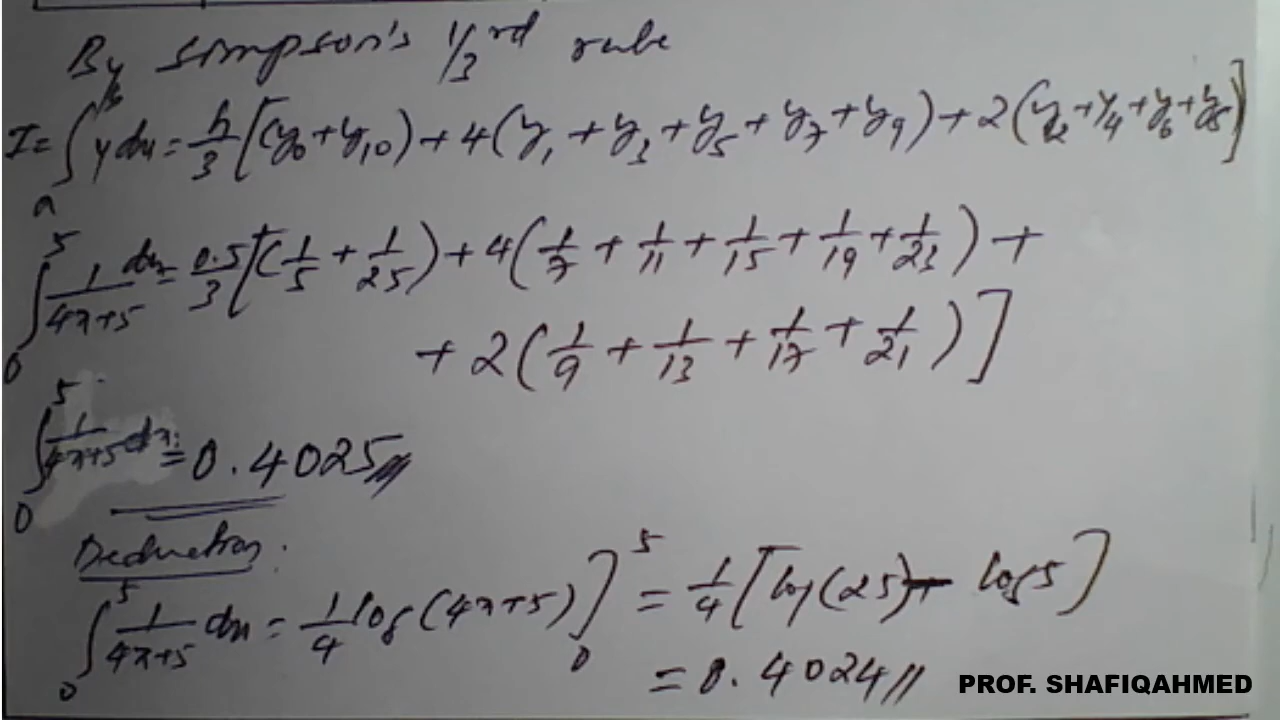 By Simpson's 1/3rd rule
I = ∫ₐᵇ y dx = h/3 [(y₀ + y₁₀) + 4(y₁ + y₃ + y₅ + y₇ + y₉) + 2(y₂ + y₄ + y₆ + y₈)]
∫₀⁵ 1/(4x+5) dx = 0.5/3 [(1/5 + 1/25) + 4(1/7 + 1/11 + 1/15 + 1/19 + 1/23) +
+ 2(1/9 + 1/13 + 1/17 + 1/21)]
∫₀⁵ 1/(4x+5) dx = 0.4025//
Deduction:
∫₀⁵ 1/(4x+5) dx = 1/4 log(4x+5)]₀⁵ = 1/4 [log(25) - log5]
= 0.4024//
PROF. SHAFIQAHMED